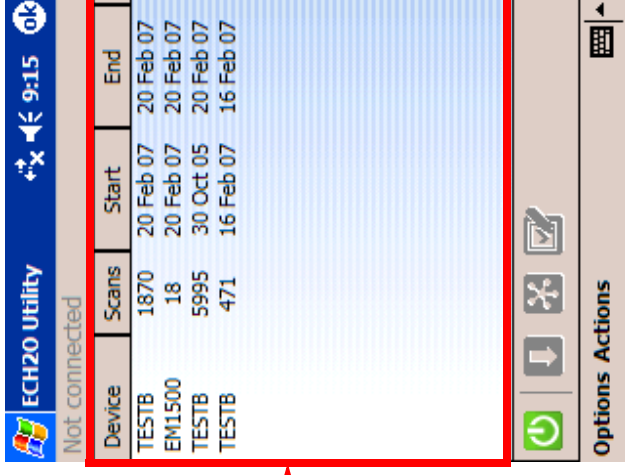 ECH2O Utility 9:15 ok
Not connected
Device Scans Start End
TESTB 1870 20 Feb 07 20 Feb 07
EM1500 18 20 Feb 07 20 Feb 07
TESTB 5995 30 Oct 05 20 Feb 07
TESTB 471 16 Feb 07 16 Feb 07
Options Actions